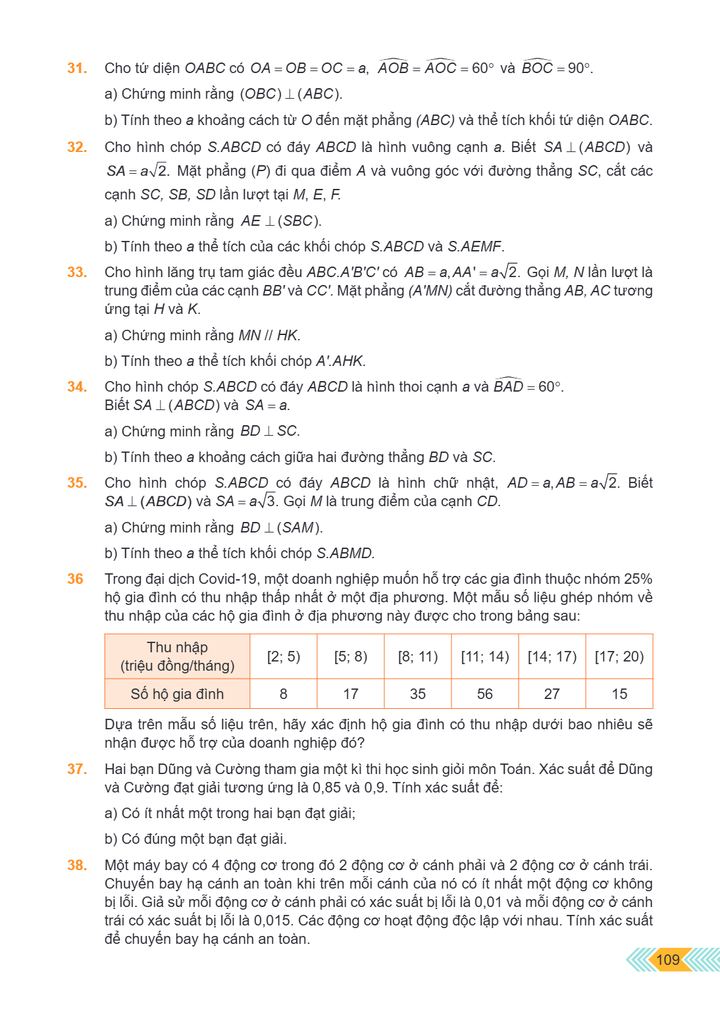 31. Cho tứ diện OABC có OA = OB = OC = a, AOB = AOC = 60° và BOC = 90°.
a) Chứng minh rằng (OBC) ⊥ (ABC).
b) Tính theo a khoảng cách từ O đến mặt phẳng (ABC) và thể tích khối tứ diện OABC.
32. Cho hình chóp S.ABCD có đáy ABCD là hình vuông cạnh a. Biết SA ⊥ (ABCD) và
SA = a√2. Mặt phẳng (P) đi qua điểm A và vuông góc với đường thẳng SC, cắt các
cạnh SC, SB, SD lần lượt tại M, E, F.
a) Chứng minh rằng AE ⊥ (SBC).
b) Tính theo a thể tích của các khối chóp S.ABCD và S.AEMF.
33. Cho hình lăng trụ tam giác đều ABC.A'B'C' có AB = a, AA' = a√2. Gọi M, N lần lượt là
trung điểm của các cạnh BB' và CC'. Mặt phẳng (A'MN) cắt đường thẳng AB, AC tương
ứng tại H và K.
a) Chứng minh rằng MN // HK.
b) Tính theo a thể tích khối chóp A'.AHK.
34. Cho hình chóp S.ABCD có đáy ABCD là hình thoi cạnh a và BAD = 60°.
Biết SA ⊥ (ABCD) và SA = a.
a) Chứng minh rằng BD ⊥ SC.
b) Tính theo a khoảng cách giữa hai đường thẳng BD và SC.
35. Cho hình chóp S.ABCD có đáy ABCD là hình chữ nhật, AD = a, AB = a√2. Biết
SA ⊥ (ABCD) và SA = a√3. Gọi M là trung điểm của cạnh CD.
a) Chứng minh rằng BD ⊥ (SAM).
b) Tính theo a thể tích khối chóp S.ABMD.
36 Trong đại dịch Covid-19, một doanh nghiệp muốn hỗ trợ các gia đình thuộc nhóm 25%
hộ gia đình có thu nhập thấp nhất ở một địa phương. Một mẫu số liệu ghép nhóm về
thu nhập của các hộ gia đình ở địa phương này được cho trong bảng sau:
Thu nhập
(triệu đồng/tháng) [2; 5) [5; 8) [8; 11) [11; 14) [14; 17) [17; 20)
Số hộ gia đình 8 17 35 56 27 15
Dựa trên mẫu số liệu trên, hãy xác định hộ gia đình có thu nhập dưới bao nhiêu sẽ
nhận được hỗ trợ của doanh nghiệp đó?
37. Hai bạn Dũng và Cường tham gia một kì thi học sinh giỏi môn Toán. Xác suất để Dũng
và Cường đạt giải tương ứng là 0,85 và 0,9. Tính xác suất để:
a) Có ít nhất một trong hai bạn đạt giải;
b) Có đúng một bạn đạt giải.
38. Một máy bay có 4 động cơ trong đó 2 động cơ ở cánh phải và 2 động cơ ở cánh trái.
Chuyến bay hạ cánh an toàn khi trên mỗi cánh của nó có ít nhất một động cơ không
bị lỗi. Giả sử mỗi động cơ ở cánh phải có xác suất bị lỗi là 0,01 và mỗi động cơ ở cánh
trái có xác suất bị lỗi là 0,015. Các động cơ hoạt động độc lập với nhau. Tính xác suất
để chuyến bay hạ cánh an toàn.
109